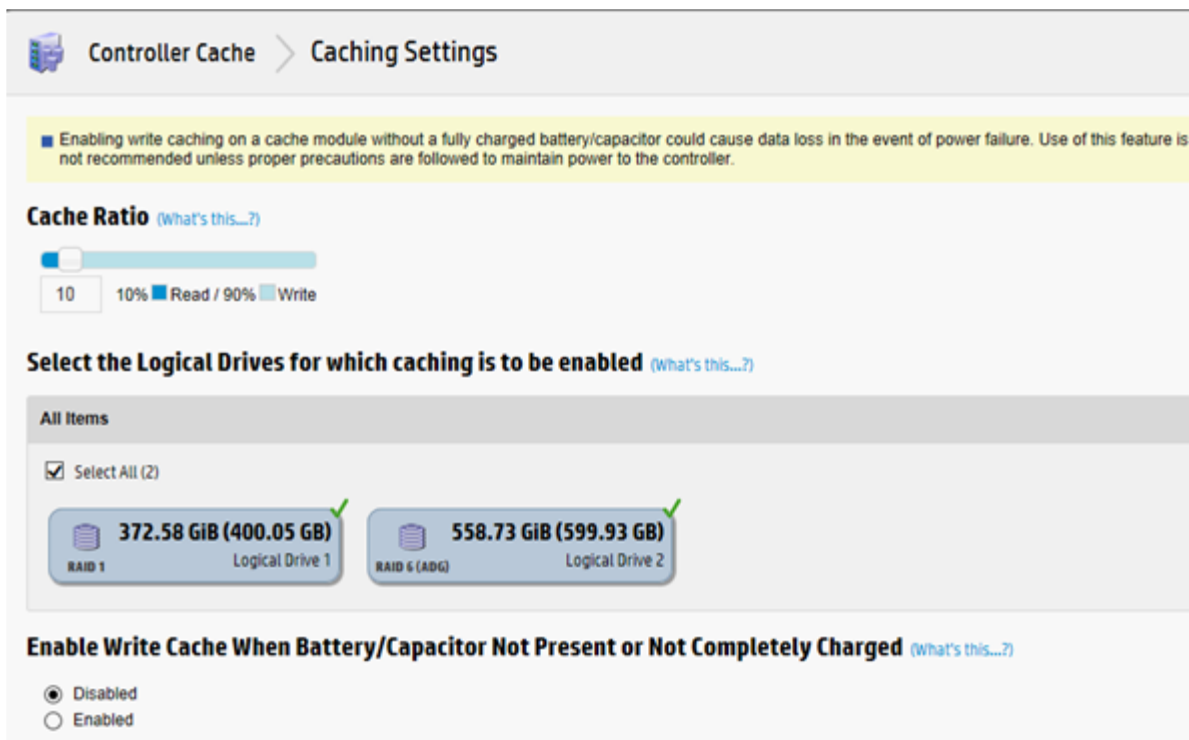 Controller Cache > Caching Settings
Enabling write caching on a cache module without a fully charged battery/capacitor could cause data loss in the event of power failure. Use of this feature is
not recommended unless proper precautions are followed to maintain power to the controller.
Cache Ratio (What's this...?)
10 10% Read / 90% Write
Select the Logical Drives for which caching is to be enabled (What's this...?)
All Items
Select All (2)
372.58 GiB (400.05 GB) 558.73 GiB (599.93 GB)
RAID 1 Logical Drive 1 RAID 6 (ADG) Logical Drive 2
Enable Write Cache When Battery/Capacitor Not Present or Not Completely Charged (What's this...?)
Disabled
Enabled